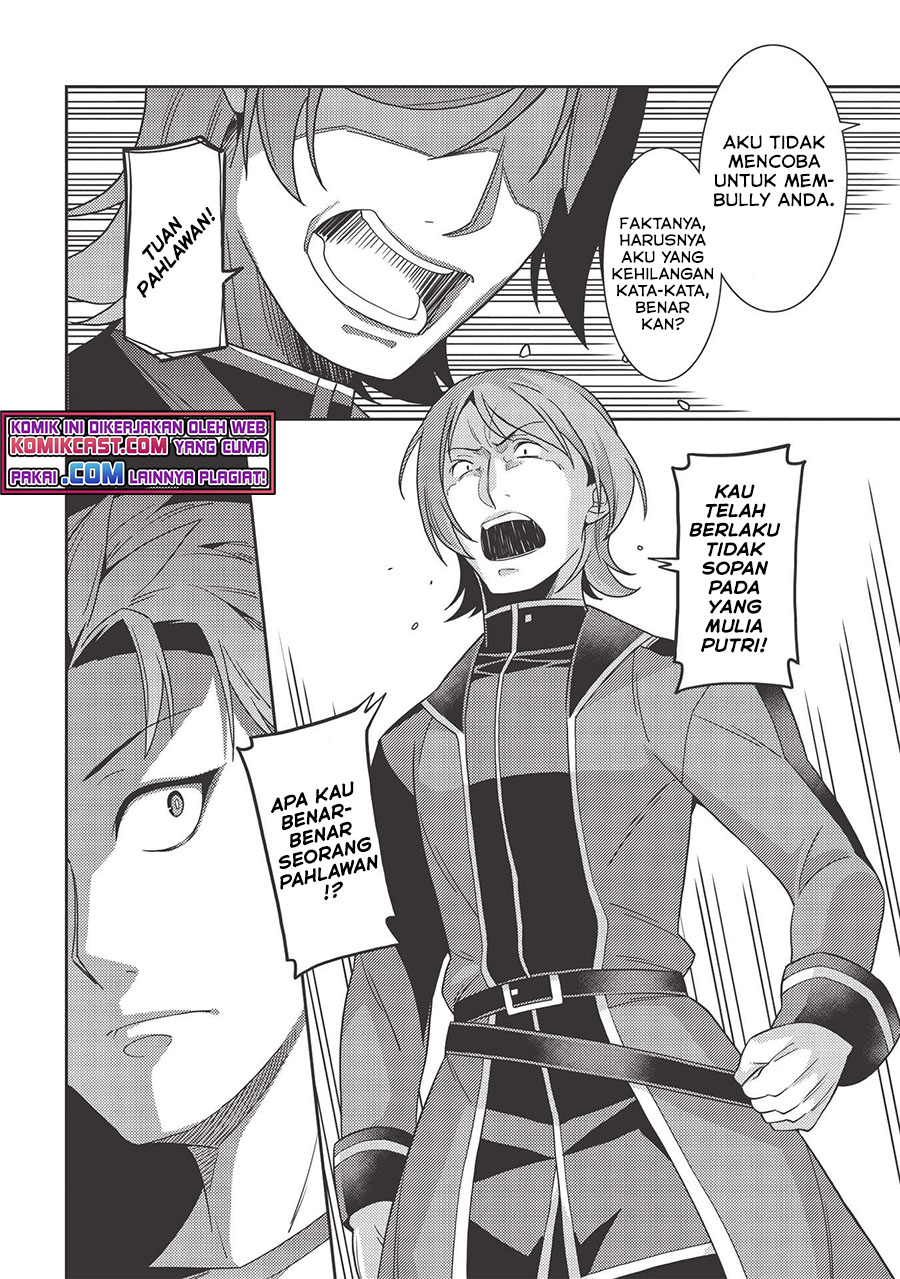 AKU TIDAK
MENCOBA
UNTUK MEM-
BULLY ANDA.
FAKTANYA,
HARUSNYA
AKU YANG
KEHILANGAN
KATA-KATA,
BENAR
KAN?
TUAN
PAHLAWAN!
KOMIK INI DIKERJAKAN OLEH WEB
KOMIKCAST.COM YANG CUMA
PAKAI .COM LAINNYA PLAGIAT!
KAU
TELAH
BERLAKU
TIDAK
SOPAN
PADA
YANG
MULIA
PUTRI!
APA KAU
BENAR-
BENAR
SEORANG
PAHLAWAN
!?